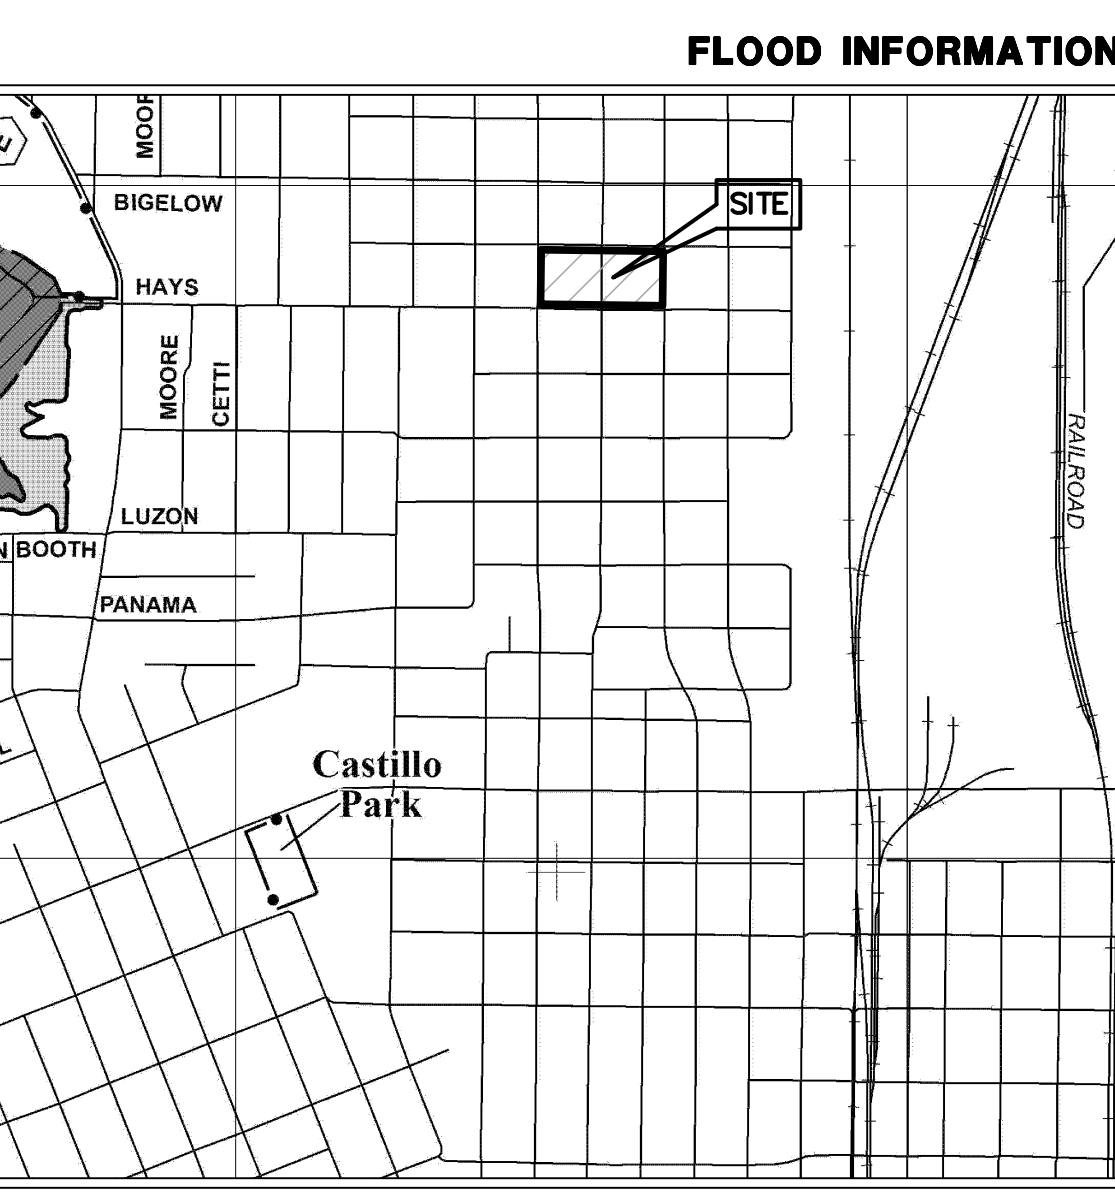 FLOOD INFORMATION
MOOR
E
BIGELOW
SITE
HAYS
MOORE
CETTI
RAILROAD
LUZON
N
BOOTH
PANAMA
L
Castillo
Park